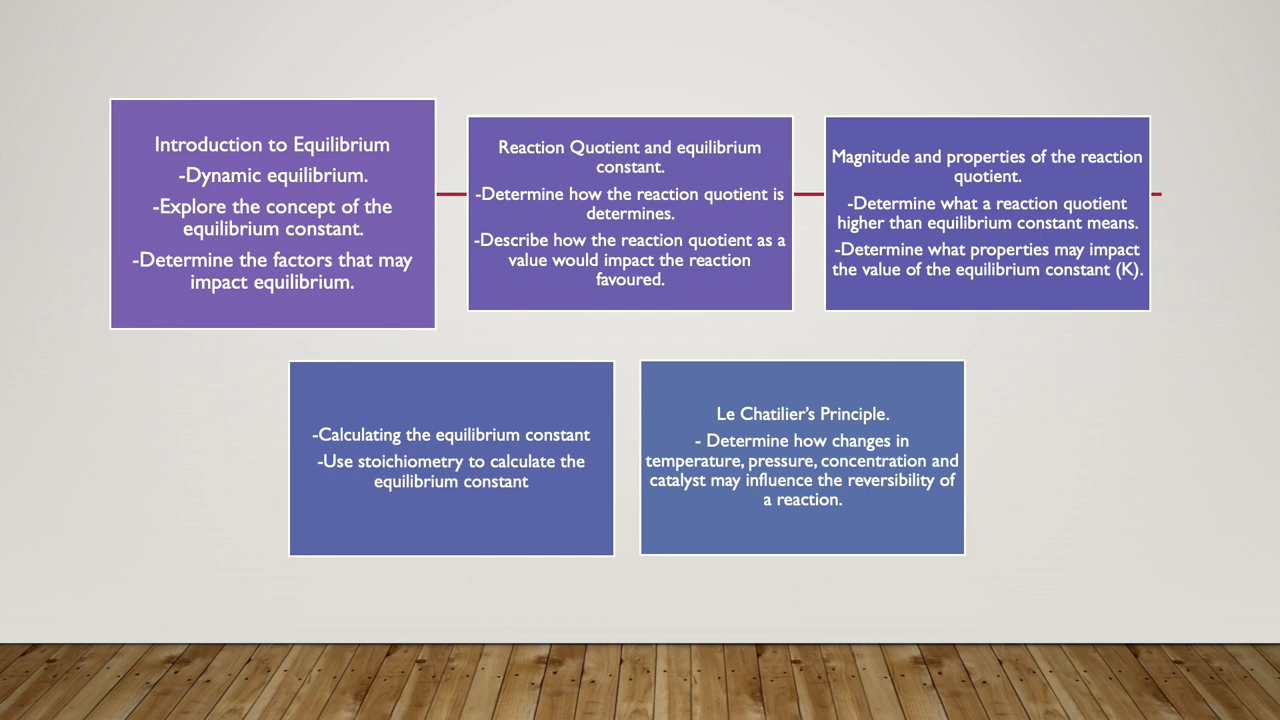 Introduction to Equilibrium
-Dynamic equilibrium.
-Explore the concept of the
equilibrium constant.
-Determine the factors that may
impact equilibrium.
Reaction Quotient and equilibrium
constant.
-Determine how the reaction quotient is
determines.
-Describe how the reaction quotient as a
value would impact the reaction
favoured.
Magnitude and properties of the reaction
quotient.
-Determine what a reaction quotient
higher than equilibrium constant means.
-Determine what properties may impact
the value of the equilibrium constant (K).
-Calculating the equilibrium constant
-Use stoichiometry to calculate the
equilibrium constant
Le Chatilier’s Principle.
- Determine how changes in
temperature, pressure, concentration and
catalyst may influence the reversibility of
a reaction.